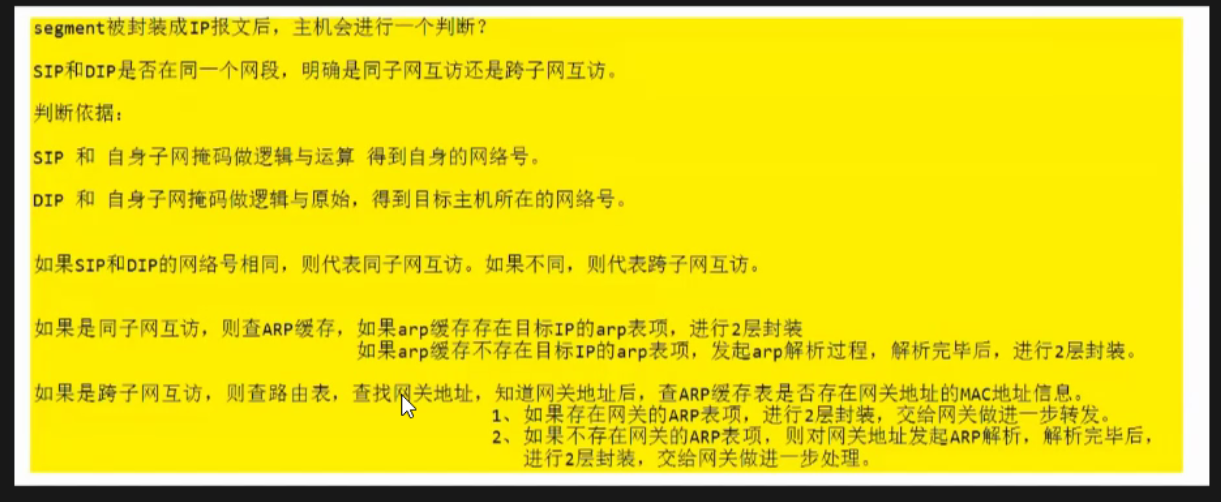 segment被封装成IP报文后，主机会进行一个判断？
SIP和DIP是否在同一个网段，明确是同子网互访还是跨子网互访。
判断依据：
SIP 和 自身子网掩码做逻辑与运算 得到自身的网络号。
DIP 和 自身子网掩码做逻辑与原始，得到目标主机所在的网络号。
如果SIP和DIP的网络号相同，则代表同子网互访。如果不同，则代表跨子网互访。
如果是同子网互访，则查ARP缓存，如果arp缓存存在目标IP的arp表项，进行2层封装
如果arp缓存不存在目标IP的arp表项，发起arp解析过程，解析完毕后，进行2层封装。
如果是跨子网互访，则查路由表，查找网关地址，知道网关地址后，查ARP缓存表是否存在网关地址的MAC地址信息。
1、如果存在网关的ARP表项，进行2层封装，交给网关做进一步转发。
2、如果不存在网关的ARP表项，则对网关地址发起ARP解析，解析完毕后，
进行2层封装，交给网关做进一步处理。